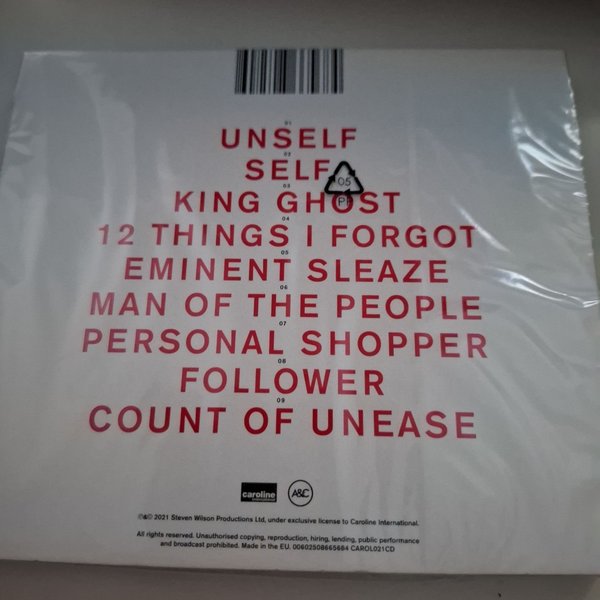 01
UNSELF
02
SELF
05
PP
03
KING GHOST
04
12 THINGS I FORGOT
05
EMINENT SLEAZE
06
MAN OF THE PEOPLE
07
PERSONAL SHOPPER
08
FOLLOWER
09
COUNT OF UNEASE
caroline
international
A&C
℗&© 2021 Steven Wilson Productions Ltd, under exclusive license to Caroline International.
All rights reserved. Unauthorised copying, reproduction, hiring, lending, public performance
and broadcast prohibited. Made in the EU. 00602508665684 CAROL021CD